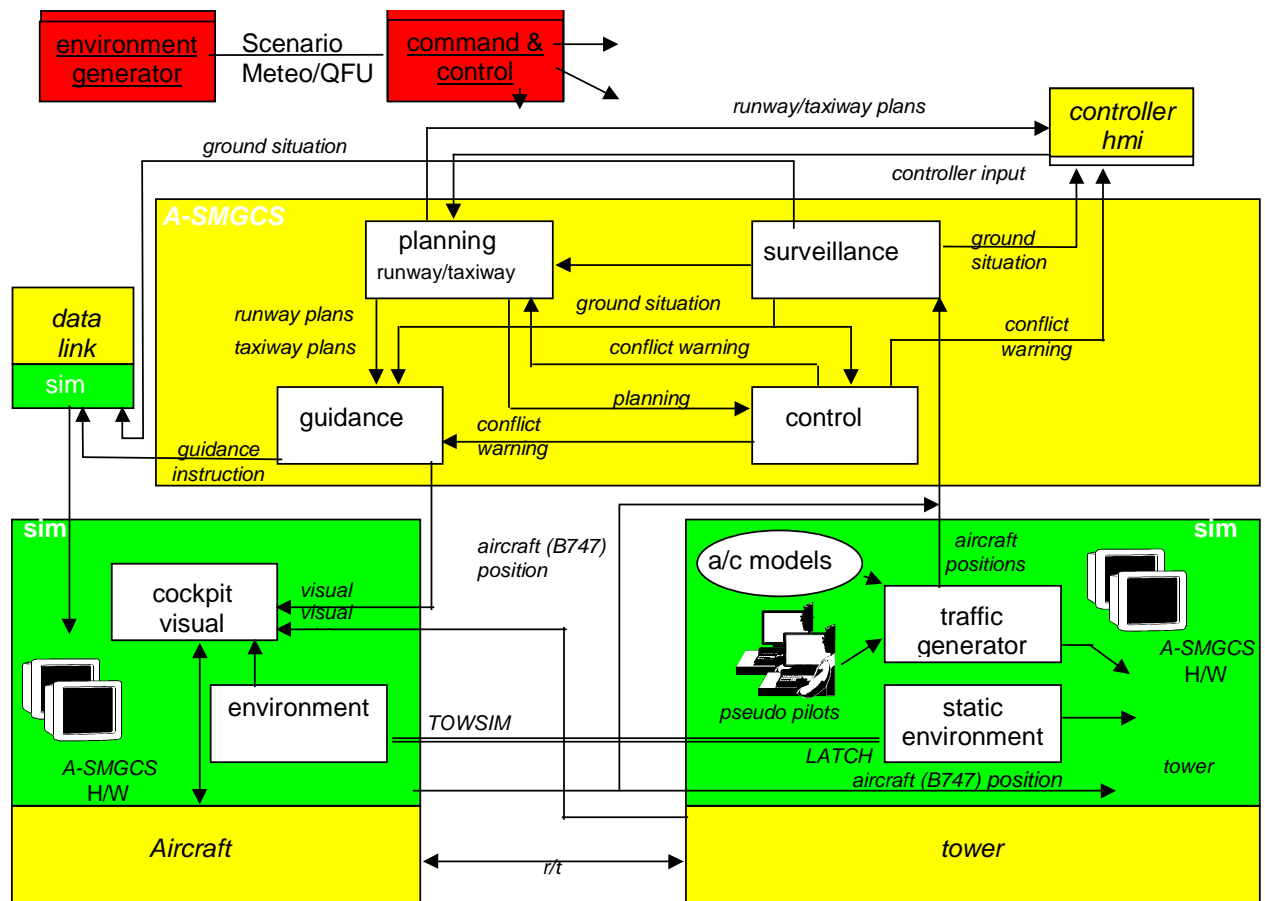 environment
generator
Scenario
Meteo/QFU
command &
control
runway/taxiway plans
controller
hmi
ground situation
controller input
A-SMGCS
planning
runway/taxiway
surveillance
ground
situation
data
link
sim
runway plans
taxiway plans
ground situation
conflict warning
conflict
warning
guidance
planning
control
conflict
warning
guidance
instruction
sim
cockpit
visual
visual
visual
aircraft (B747)
position
environment
A-SMGCS
H/W
TOWSIM
LATCH
Aircraft
r/t
sim
a/c models
aircraft
positions
traffic
generator
A-SMGCS
H/W
pseudo pilots
static
environment
tower
aircraft (B747) position
tower